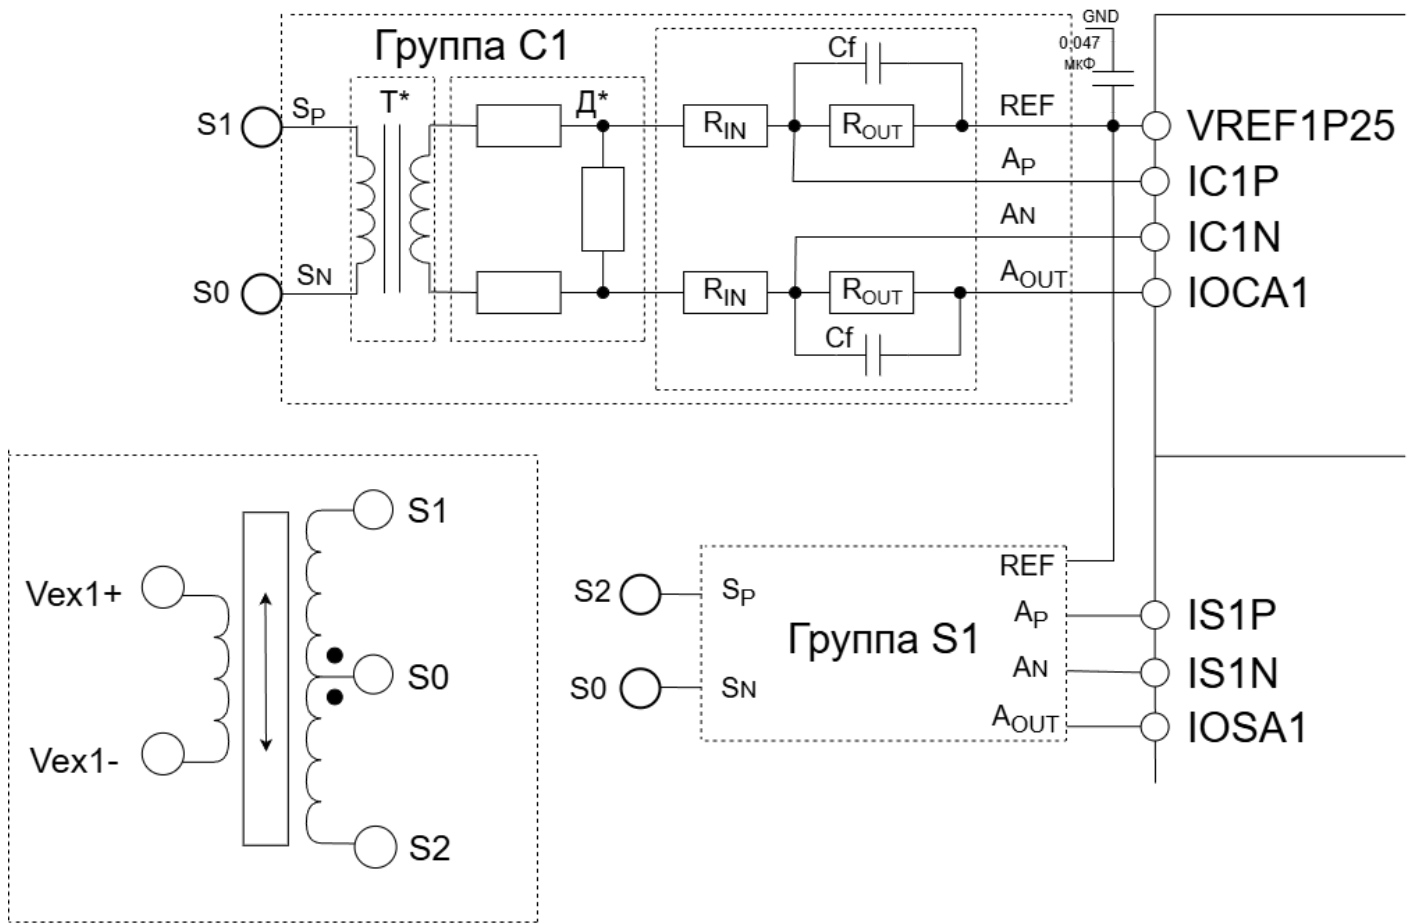 Группа C1
GND
0.047
мкФ
Cf
T*
Д*
S1
SP
RIN
ROUT
REF
VREF1P25
AP
IC1P
AN
IC1N
S0
SN
RIN
ROUT
AOUT
IOCA1
Cf
S1
Vex1+
S0
Vex1-
S2
S2
SP
REF
AP
IS1P
Группа S1
S0
SN
AN
IS1N
AOUT
IOSA1